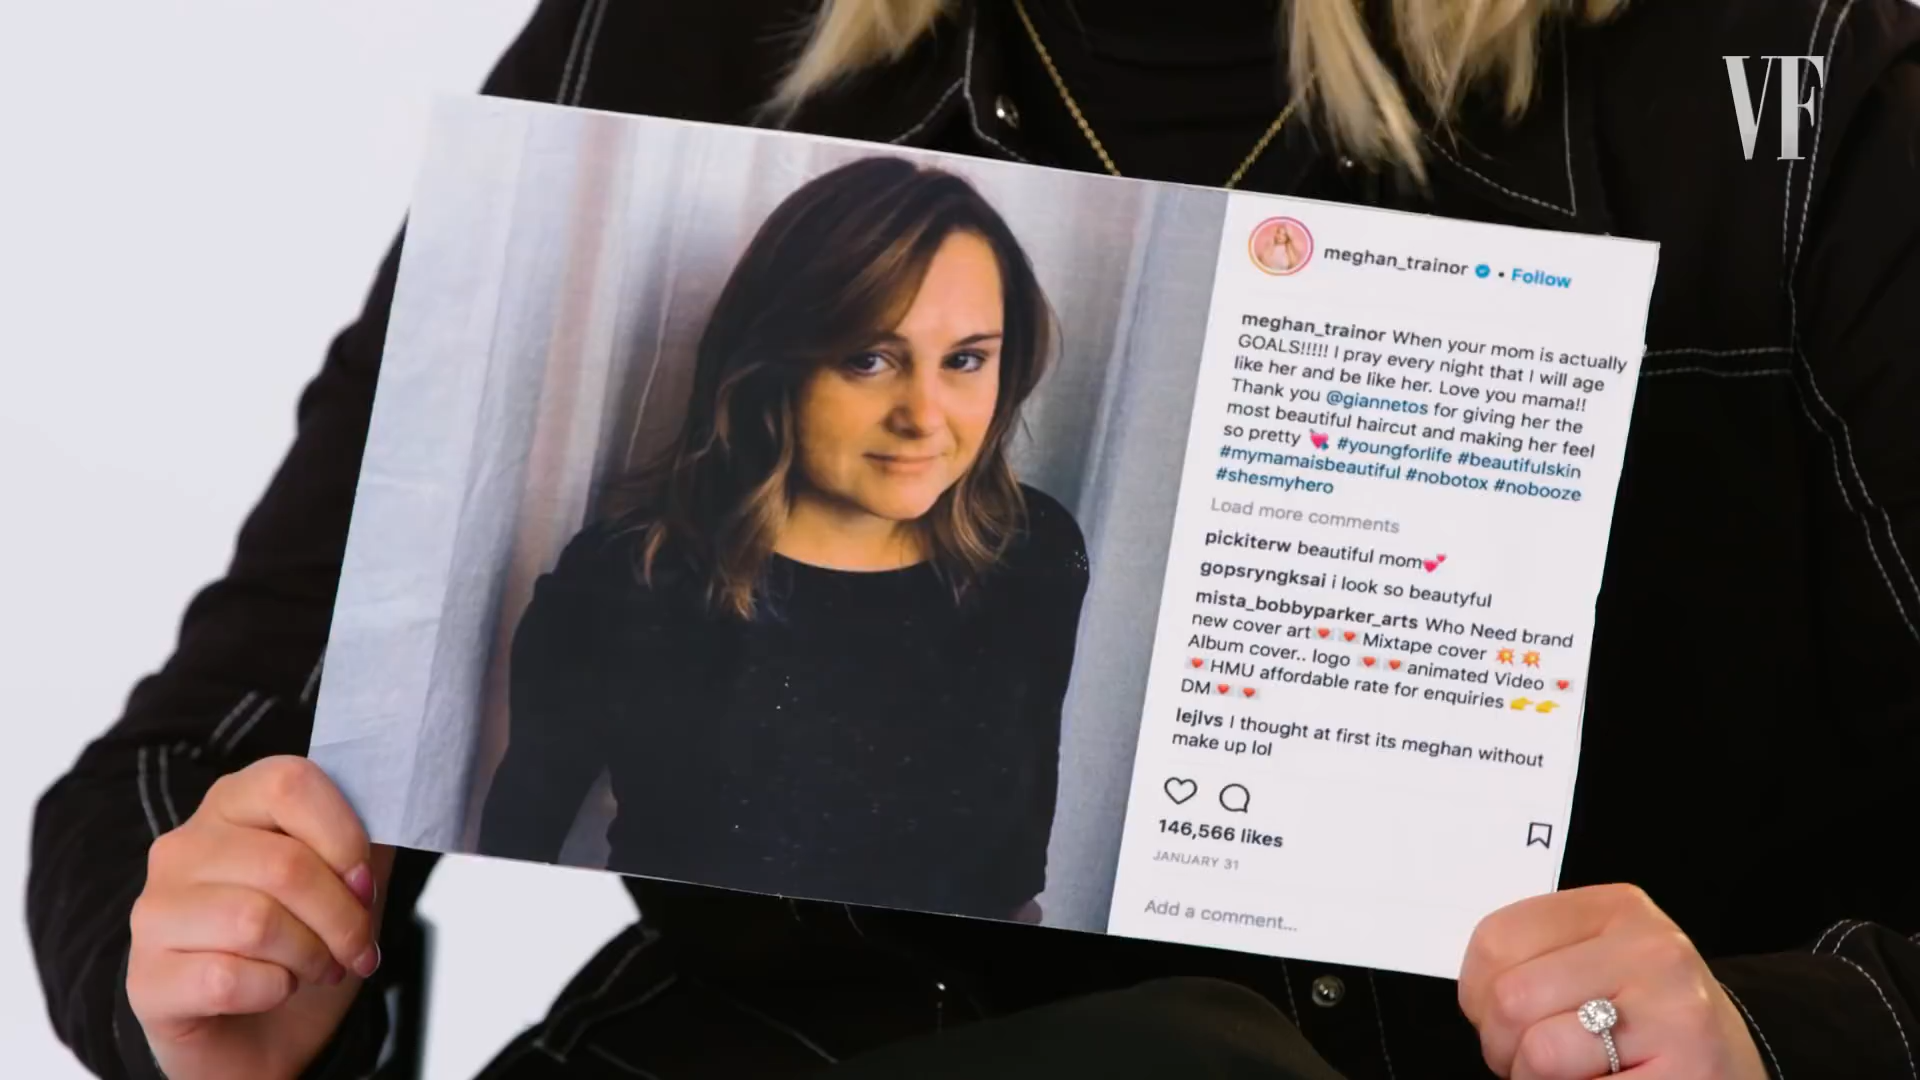 VF
meghan_trainor • Follow
meghan_trainor When your mom is actually
GOALS!!!!! I pray every night that I will age
like her and be like her. Love you mama!!
Thank you @giannetos for giving her the
most beautiful haircut and making her feel
so pretty 💘 #youngforlife #beautifulskin
#mymamaisbeautiful #nobotox #nobooze
#shesmyhero
Load more comments
pickiterw beautiful mom💕
gopsryngksai i look so beautyful
mista_bobbyparker_arts Who Need brand
new cover art💌💌Mixtape cover 💥💥
Album cover.. logo 💌💌animated Video 💌
💌HMU affordable rate for enquiries 👉👉
DM💌💌
lejlvs I thought at first its meghan without
make up lol
146,566 likes
JANUARY 31
Add a comment...